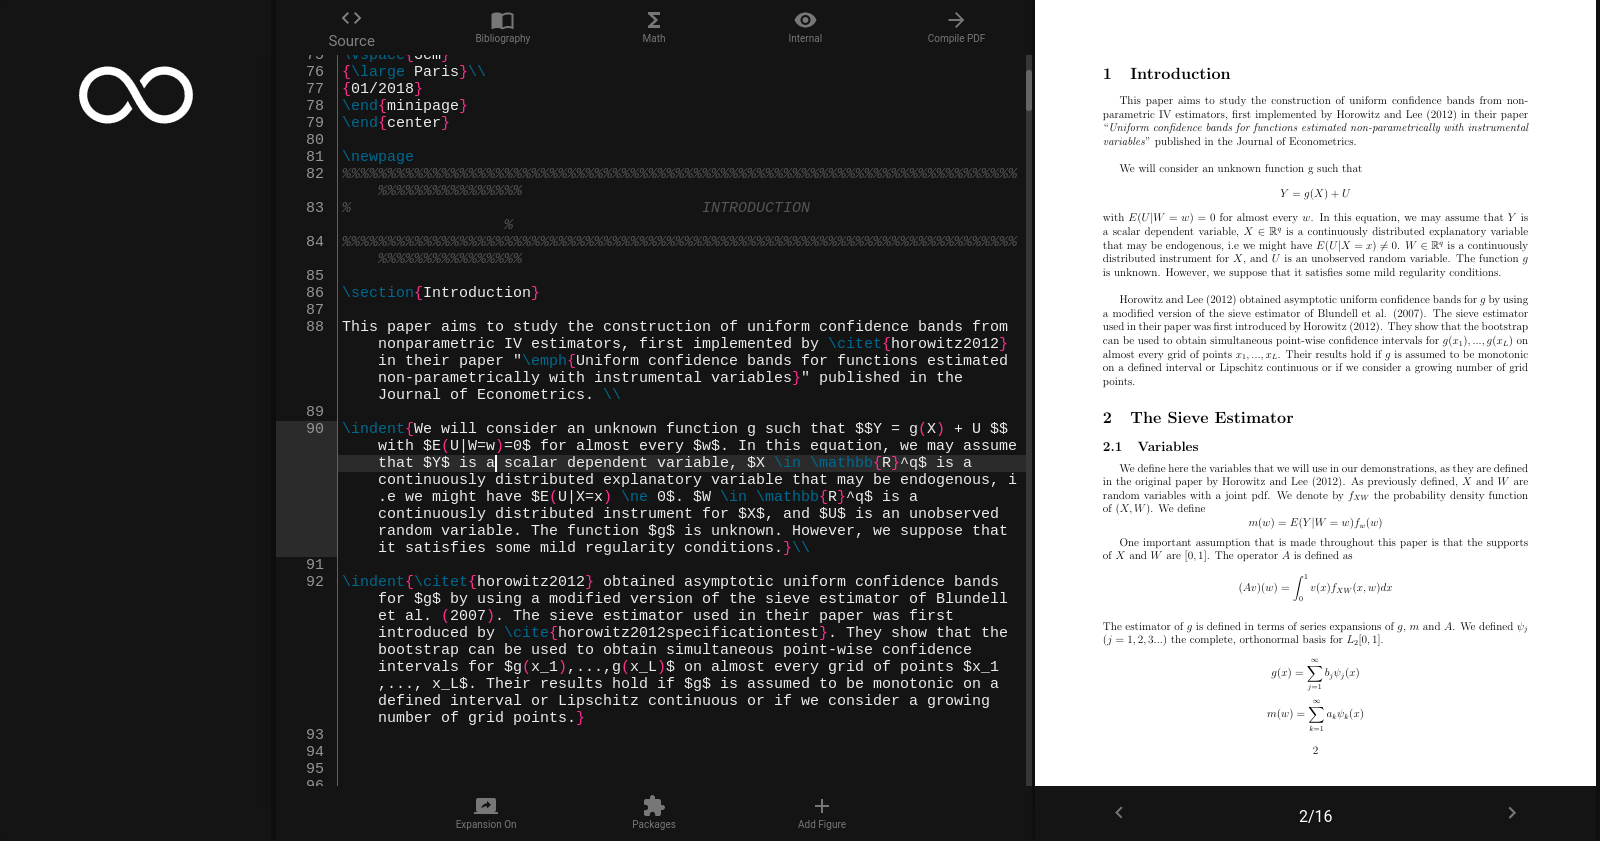 Source
Bibliography
Math
Internal
Compile PDF
75 \vspace{5cm}
76 {\large Paris}\\
77 {01/2018}
78 \end{minipage}
79 \end{center}
80
81 \newpage
82 %%%%%%%%%%%%%%%%%%%%%%%%%%%%%%%%%%%%%%%%%%%%%%%%%%%%%%%%%%%%%%%%%%%%%%%%%%%
%%%%%%%%%%%%%%%%
83 % INTRODUCTION
%
84 %%%%%%%%%%%%%%%%%%%%%%%%%%%%%%%%%%%%%%%%%%%%%%%%%%%%%%%%%%%%%%%%%%%%%%%%%%%
%%%%%%%%%%%%%%%%
85
86 \section{Introduction}
87
88 This paper aims to study the construction of uniform confidence bands from
nonparametric IV estimators, first implemented by \citet{horowitz2012}
in their paper "\emph{Uniform confidence bands for functions estimated
non-parametrically with instrumental variables}" published in the
Journal of Econometrics. \\
89
90 \indent{We will consider an unknown function g such that $$Y = g(X) + U $$
with $E(U|W=w)=0$ for almost every $w$. In this equation, we may assume
that $Y$ is a scalar dependent variable, $X \in \mathbb{R}^q$ is a
continuously distributed explanatory variable that may be endogenous, i
.e we might have $E(U|X=x) \ne 0$. $W \in \mathbb{R}^q$ is a
continuously distributed instrument for $X$, and $U$ is an unobserved
random variable. The function $g$ is unknown. However, we suppose that
it satisfies some mild regularity conditions.}\\
91
92 \indent{\citet{horowitz2012} obtained asymptotic uniform confidence bands
for $g$ by using a modified version of the sieve estimator of Blundell
et al. (2007). The sieve estimator used in their paper was first
introduced by \cite{horowitz2012specificationtest}. They show that the
bootstrap can be used to obtain simultaneous point-wise confidence
intervals for $g(x_1),...,g(x_L)$ on almost every grid of points $x_1
,..., x_L$. Their results hold if $g$ is assumed to be monotonic on a
defined interval or Lipschitz continuous or if we consider a growing
number of grid points.}
93
94
95
96
Expansion On
Packages
Add Figure
1 Introduction
This paper aims to study the construction of uniform confidence bands from non-
parametric IV estimators, first implemented by Horowitz and Lee (2012) in their paper
“Uniform confidence bands for functions estimated non-parametrically with instrumental
variables” published in the Journal of Econometrics.
We will consider an unknown function g such that
Y = g(X) + U
with E(U|W = w) = 0 for almost every w. In this equation, we may assume that Y is
a scalar dependent variable, X ∈ ℝ^q is a continuously distributed explanatory variable
that may be endogenous, i.e we might have E(U|X = x) ≠ 0. W ∈ ℝ^q is a continuously
distributed instrument for X, and U is an unobserved random variable. The function g
is unknown. However, we suppose that it satisfies some mild regularity conditions.
Horowitz and Lee (2012) obtained asymptotic uniform confidence bands for g by using
a modified version of the sieve estimator of Blundell et al. (2007). The sieve estimator
used in their paper was first introduced by Horowitz (2012). They show that the bootstrap
can be used to obtain simultaneous point-wise confidence intervals for g(x_1), ..., g(x_L) on
almost every grid of points x_1, ..., x_L. Their results hold if g is assumed to be monotonic
on a defined interval or Lipschitz continuous or if we consider a growing number of grid
points.
2 The Sieve Estimator
2.1 Variables
We define here the variables that we will use in our demonstrations, as they are defined
in the original paper by Horowitz and Lee (2012). As previously defined, X and W are
random variables with a joint pdf. We denote by f_XW the probability density function
of (X, W). We define
m(w) = E(Y|W = w)f_w(w)
One important assumption that is made throughout this paper is that the supports
of X and W are [0, 1]. The operator A is defined as
(Av)(w) = ∫_0^1 v(x)f_XW(x, w)dx
The estimator of g is defined in terms of series expansions of g, m and A. We defined ψ_j
(j = 1, 2, 3...) the complete, orthonormal basis for L_2[0, 1].
g(x) = ∑_{j=1}^∞ b_jψ_j(x)
m(w) = ∑_{k=1}^∞ a_kψ_k(x)
2
2/16